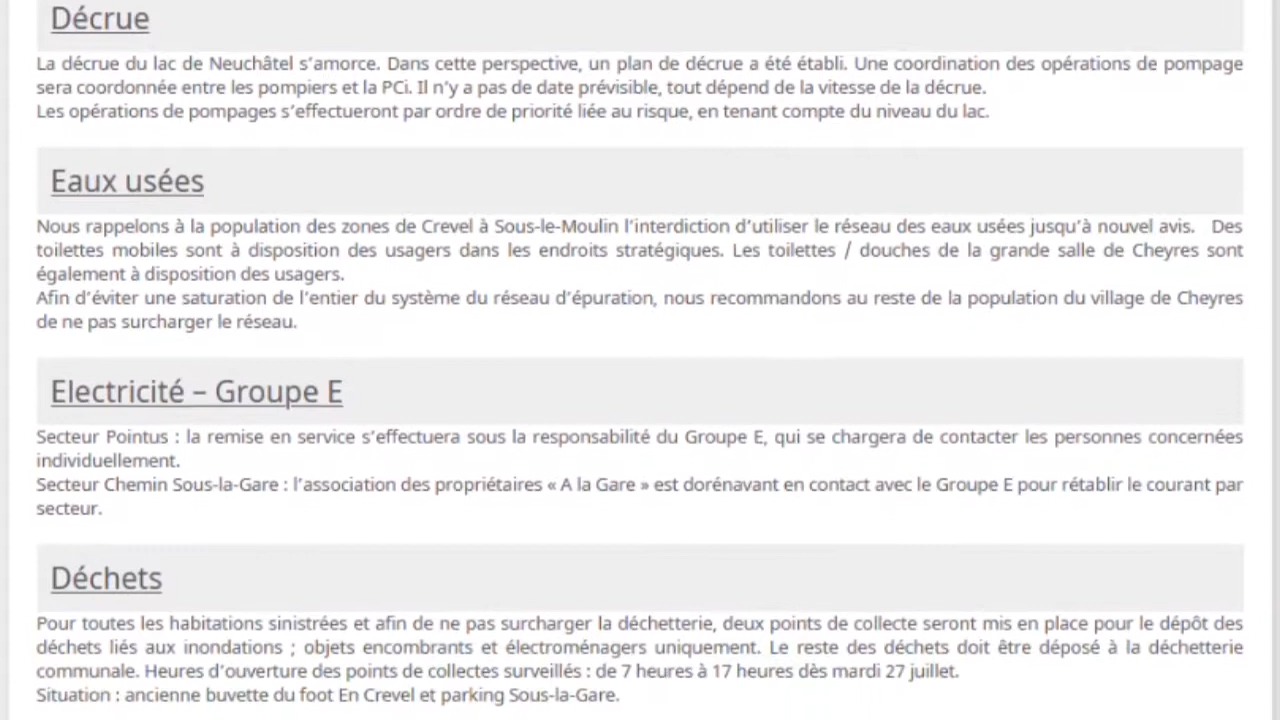 Décrue
La décrue du lac de Neuchâtel s’amorce. Dans cette perspective, un plan de décrue a été établi. Une coordination des opérations de pompage
sera coordonnée entre les pompiers et la PCi. Il n’y a pas de date prévisible, tout dépend de la vitesse de la décrue.
Les opérations de pompages s’effectueront par ordre de priorité liée au risque, en tenant compte du niveau du lac.
Eaux usées
Nous rappelons à la population des zones de Crevel à Sous-le-Moulin l’interdiction d’utiliser le réseau des eaux usées jusqu’à nouvel avis. Des
toilettes mobiles sont à disposition des usagers dans les endroits stratégiques. Les toilettes / douches de la grande salle de Cheyres sont
également à disposition des usagers.
Afin d’éviter une saturation de l’entier du système du réseau d’épuration, nous recommandons au reste de la population du village de Cheyres
de ne pas surcharger le réseau.
Electricité – Groupe E
Secteur Pointus : la remise en service s’effectuera sous la responsabilité du Groupe E, qui se chargera de contacter les personnes concernées
individuellement.
Secteur Chemin Sous-la-Gare : l’association des propriétaires « A la Gare » est dorénavant en contact avec le Groupe E pour rétablir le courant par
secteur.
Déchets
Pour toutes les habitations sinistrées et afin de ne pas surcharger la déchetterie, deux points de collecte seront mis en place pour le dépôt des
déchets liés aux inondations ; objets encombrants et électroménagers uniquement. Le reste des déchets doit être déposé à la déchetterie
communale. Heures d’ouverture des points de collectes surveillés : de 7 heures à 17 heures dès mardi 27 juillet.
Situation : ancienne buvette du foot En Crevel et parking Sous-la-Gare.